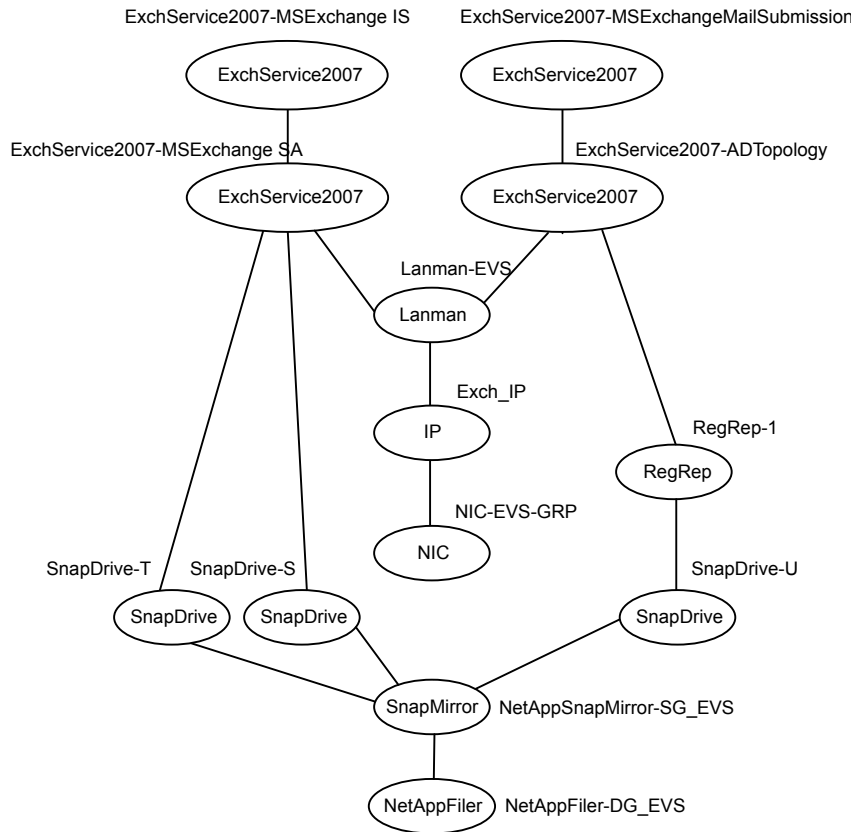 ExchService2007-MSExchange IS
ExchService2007-MSExchangeMailSubmission
ExchService2007
ExchService2007
ExchService2007-MSExchange SA
ExchService2007-ADTopology
ExchService2007
ExchService2007
Lanman-EVS
Lanman
Exch_IP
IP
RegRep-1
RegRep
NIC-EVS-GRP
NIC
SnapDrive-T
SnapDrive-S
SnapDrive-U
SnapDrive
SnapDrive
SnapDrive
SnapMirror
NetAppSnapMirror-SG_EVS
NetAppFiler
NetAppFiler-DG_EVS